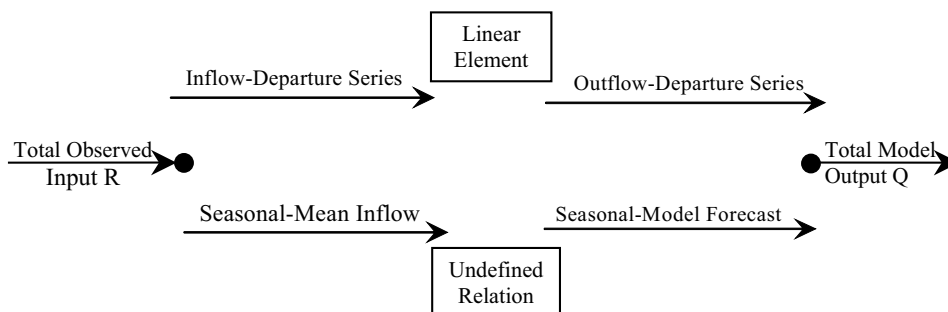 Linear
Element
Inflow-Departure Series
Outflow-Departure Series
Total Observed
Input R
Total Model
Output Q
Seasonal-Mean Inflow
Seasonal-Model Forecast
Undefined
Relation